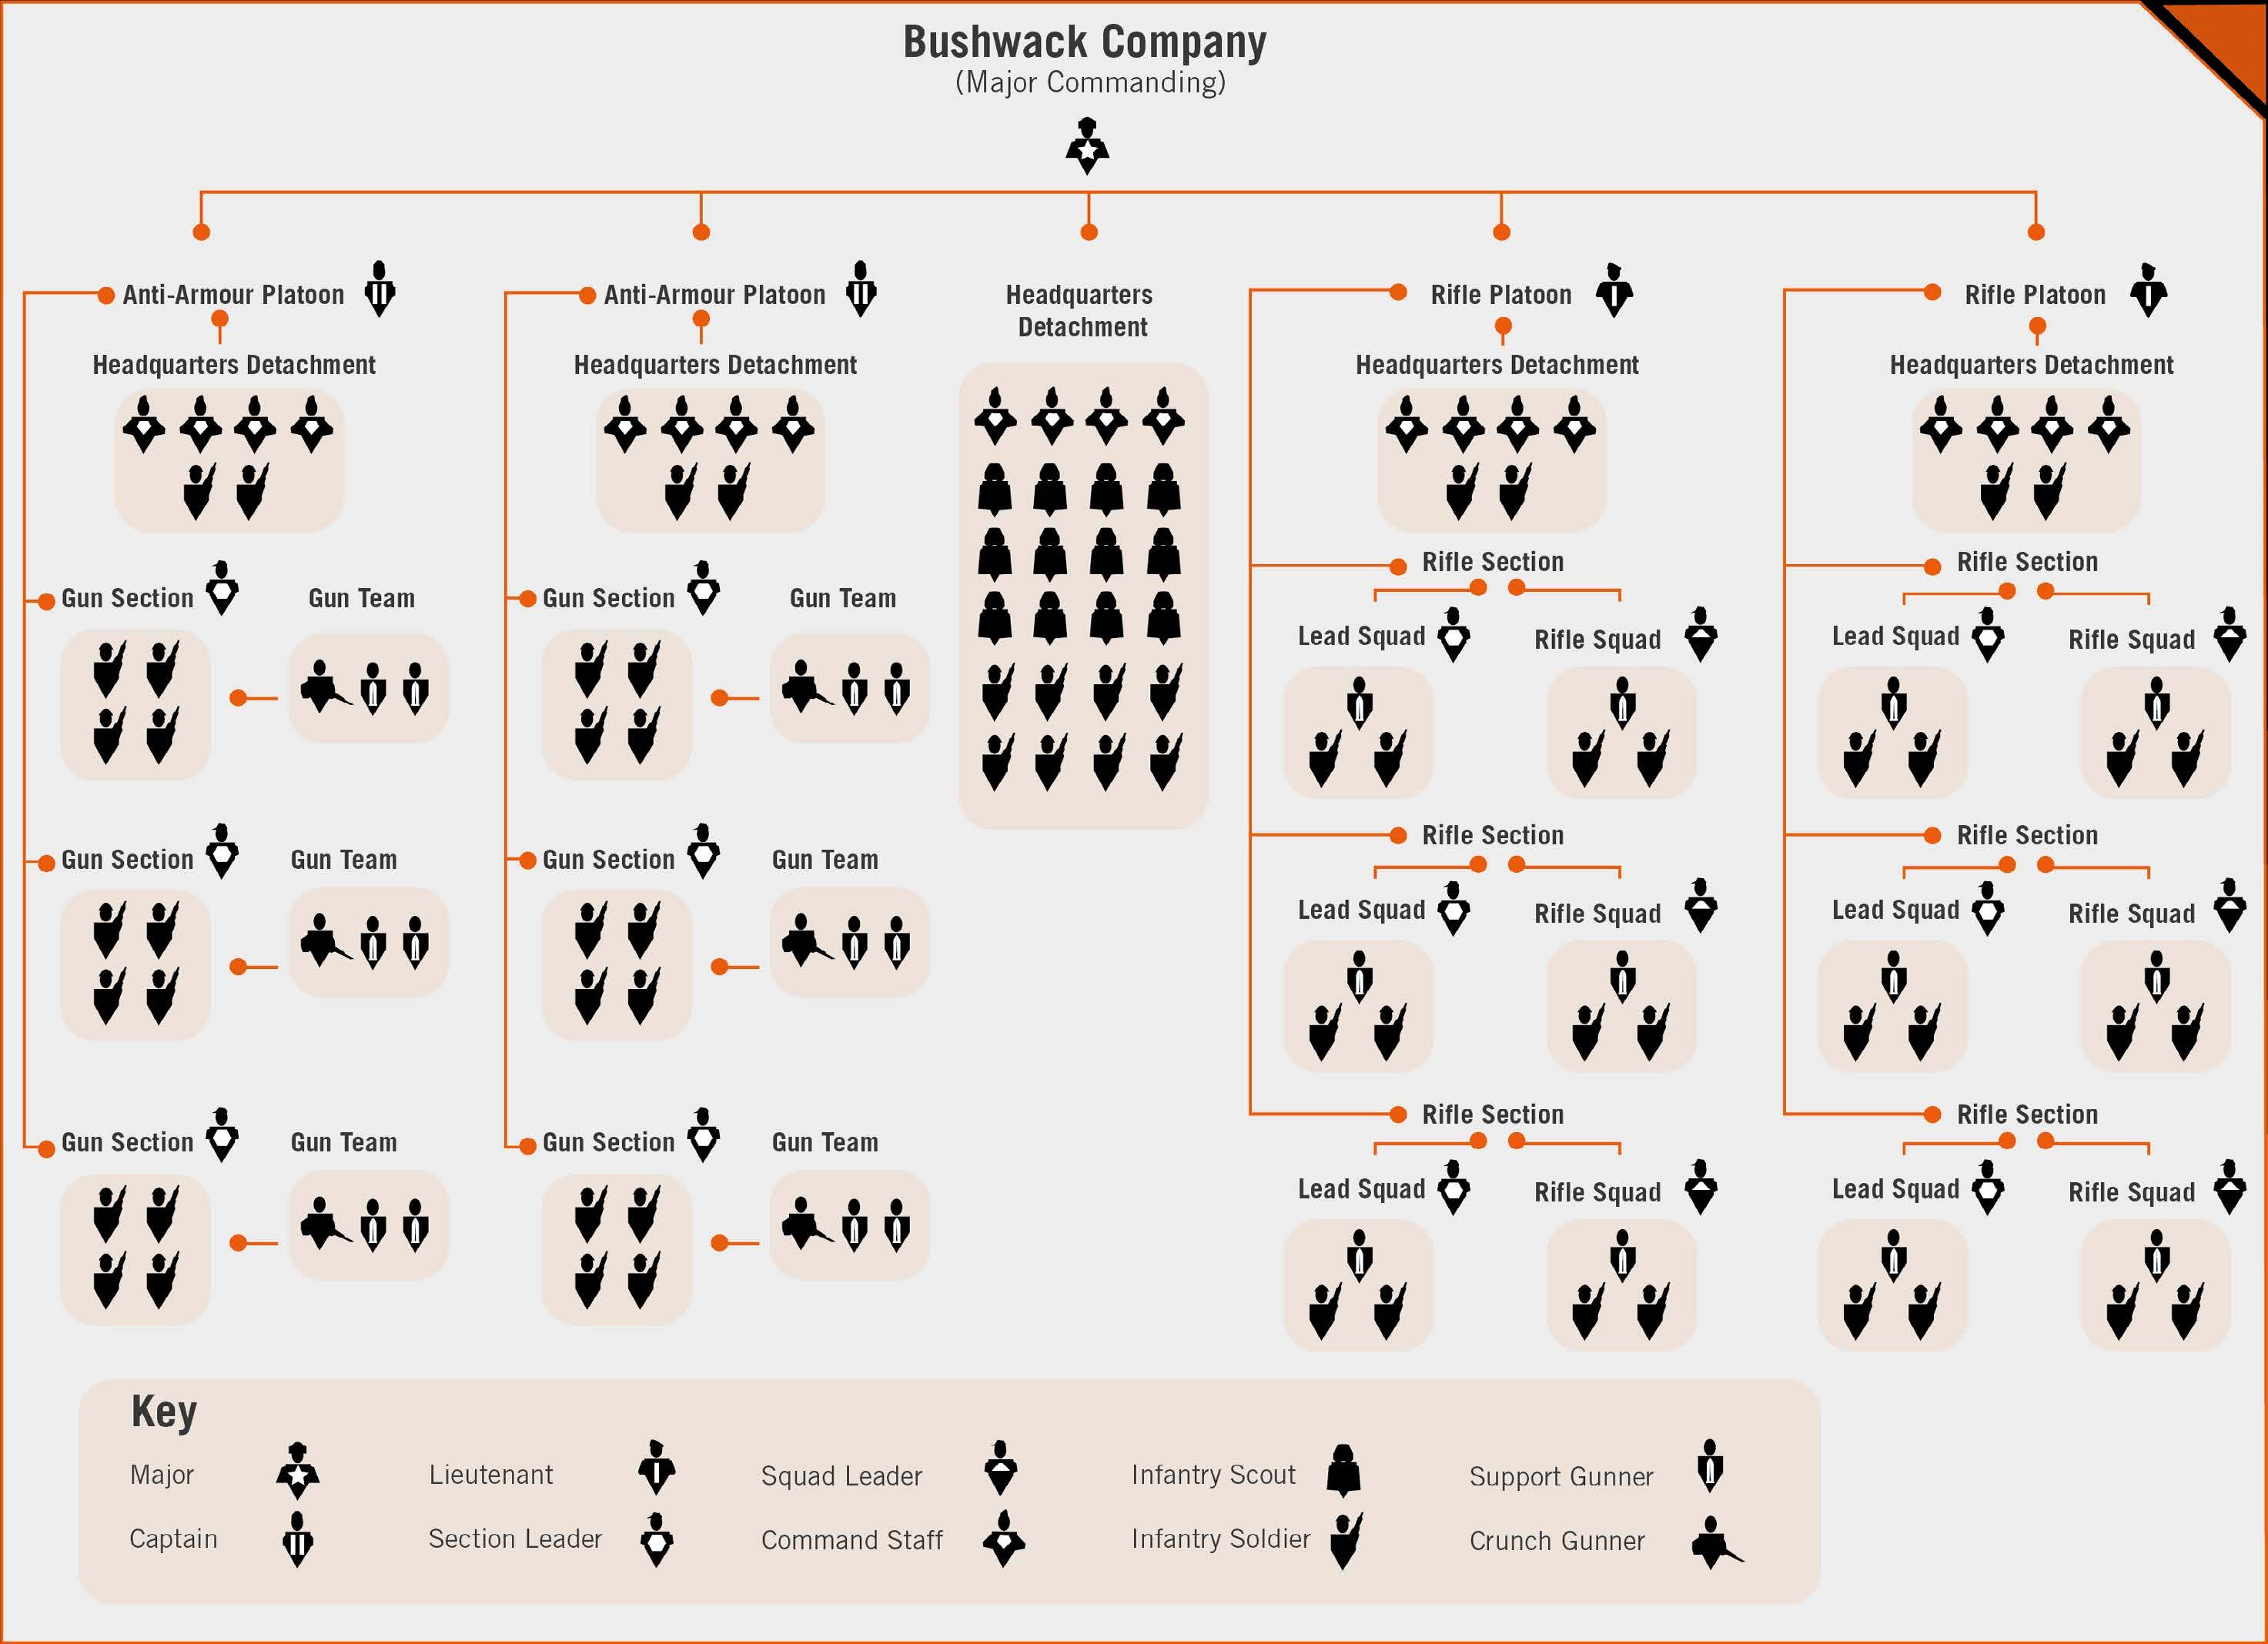 Bushwack Company
(Major Commanding)
Anti-Armour Platoon
Headquarters Detachment
Gun Section
Gun Team
Gun Section
Gun Team
Gun Section
Gun Team
Anti-Armour Platoon
Headquarters Detachment
Gun Section
Gun Team
Gun Section
Gun Team
Gun Section
Gun Team
Headquarters
Detachment
Rifle Platoon
Headquarters Detachment
Rifle Section
Lead Squad
Rifle Squad
Rifle Section
Lead Squad
Rifle Squad
Rifle Section
Lead Squad
Rifle Squad
Rifle Platoon
Headquarters Detachment
Rifle Section
Lead Squad
Rifle Squad
Rifle Section
Lead Squad
Rifle Squad
Rifle Section
Lead Squad
Rifle Squad
Key
Major
Lieutenant
Squad Leader
Infantry Scout
Support Gunner
Captain
Section Leader
Command Staff
Infantry Soldier
Crunch Gunner